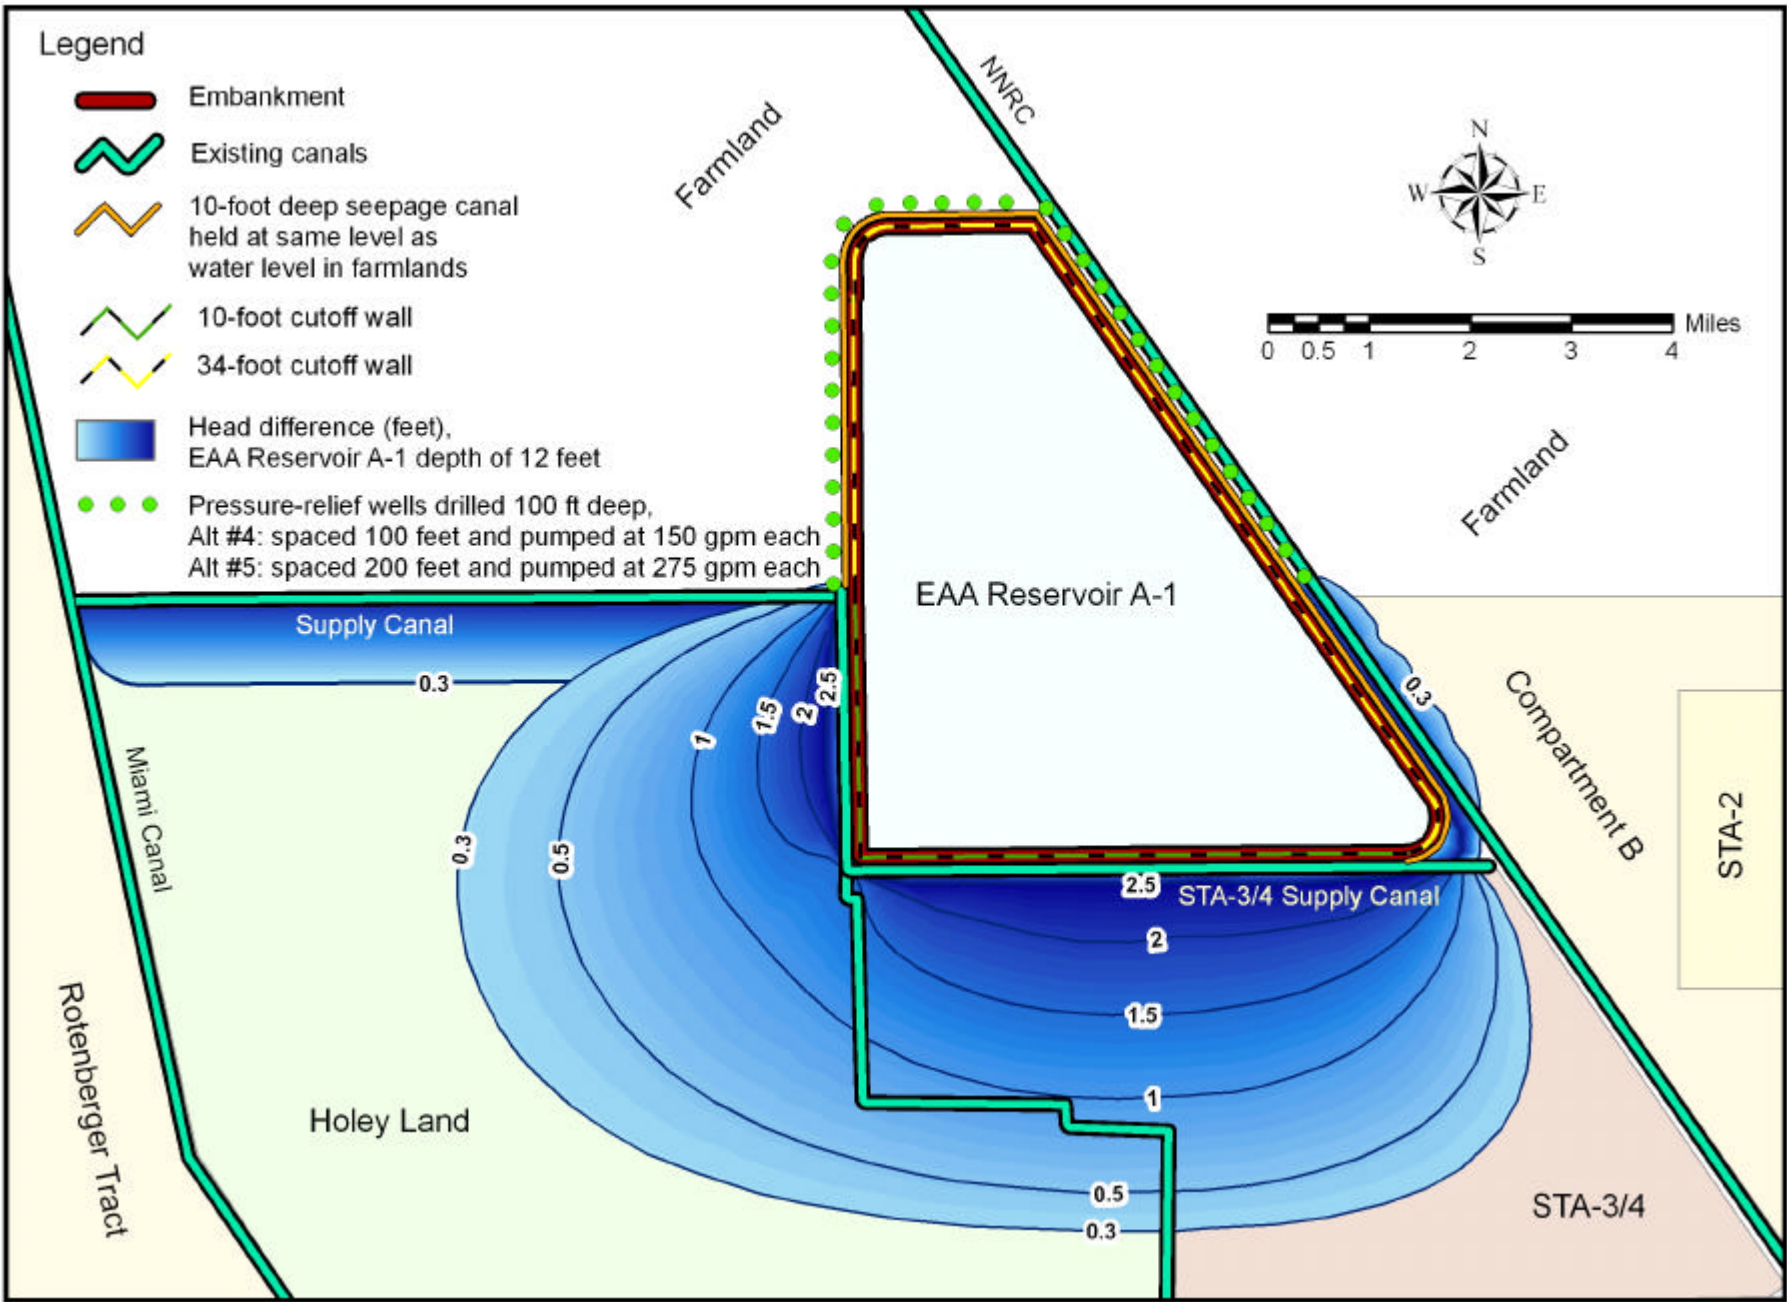 Legend
Embankment
Existing canals
10-foot deep seepage canal
held at same level as
water level in farmlands
10-foot cutoff wall
34-foot cutoff wall
Head difference (feet),
EAA Reservoir A-1 depth of 12 feet
Pressure-relief wells drilled 100 ft deep,
Alt #4: spaced 100 feet and pumped at 150 gpm each
Alt #5: spaced 200 feet and pumped at 275 gpm each
NNRC
Farmland
N
W E
S
Miles
0 0.5 1 2 3 4
Farmland
EAA Reservoir A-1
Supply Canal
0.3
2.5
2
1.5
1
0.5
0.3
0.3
Compartment B
STA-2
Miami Canal
2.5
STA-3/4 Supply Canal
2
1.5
1
0.5
0.3
Rotenberger Tract
Holey Land
STA-3/4